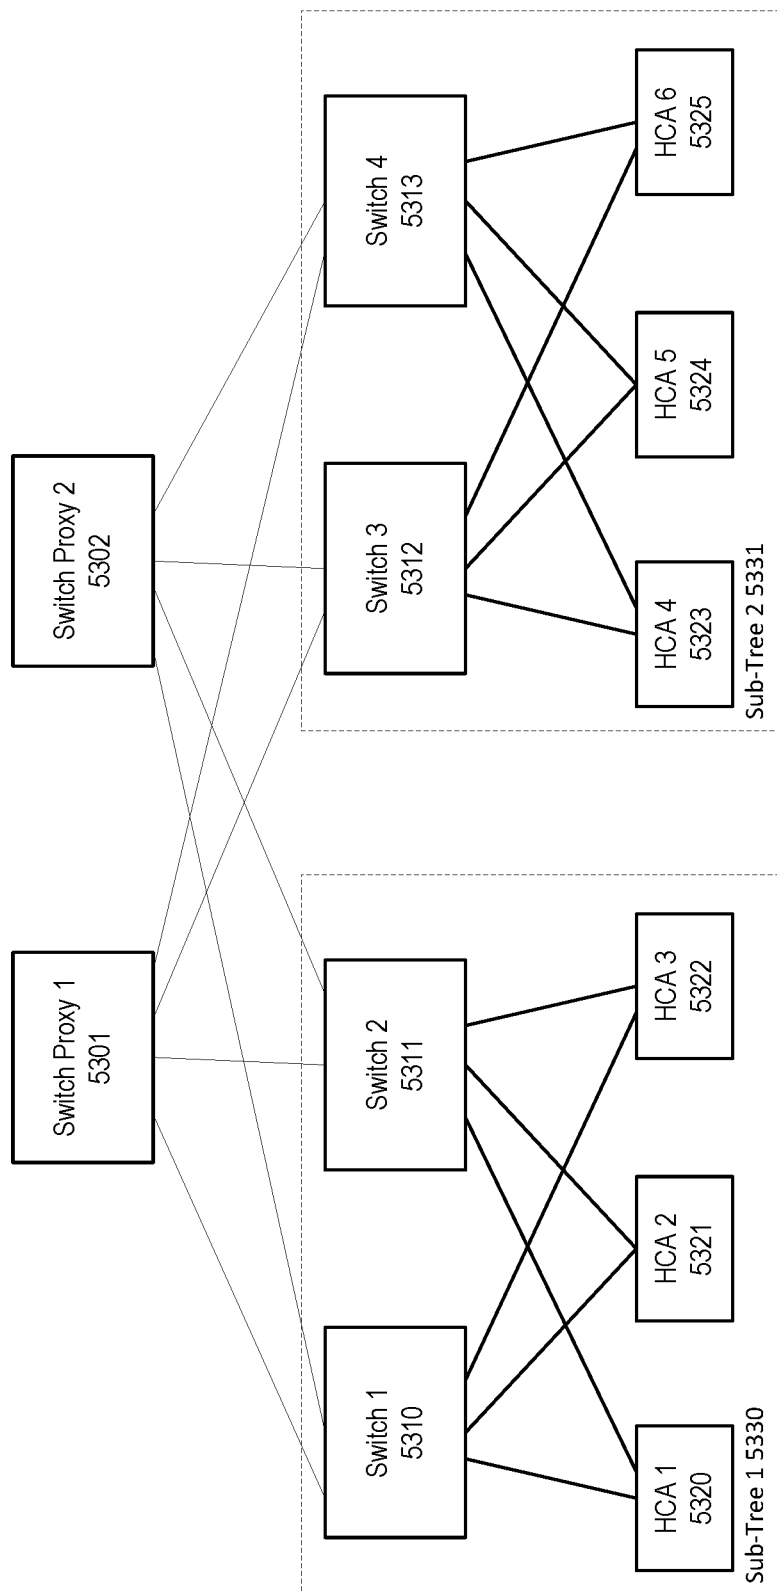 Switch Proxy 1
5301
Switch Proxy 2
5302
Switch 1
5310
Switch 2
5311
Switch 3
5312
Switch 4
5313
HCA 1
5320
HCA 2
5321
HCA 3
5322
HCA 4
5323
HCA 5
5324
HCA 6
5325
Sub-Tree 1 5330
Sub-Tree 2 5331